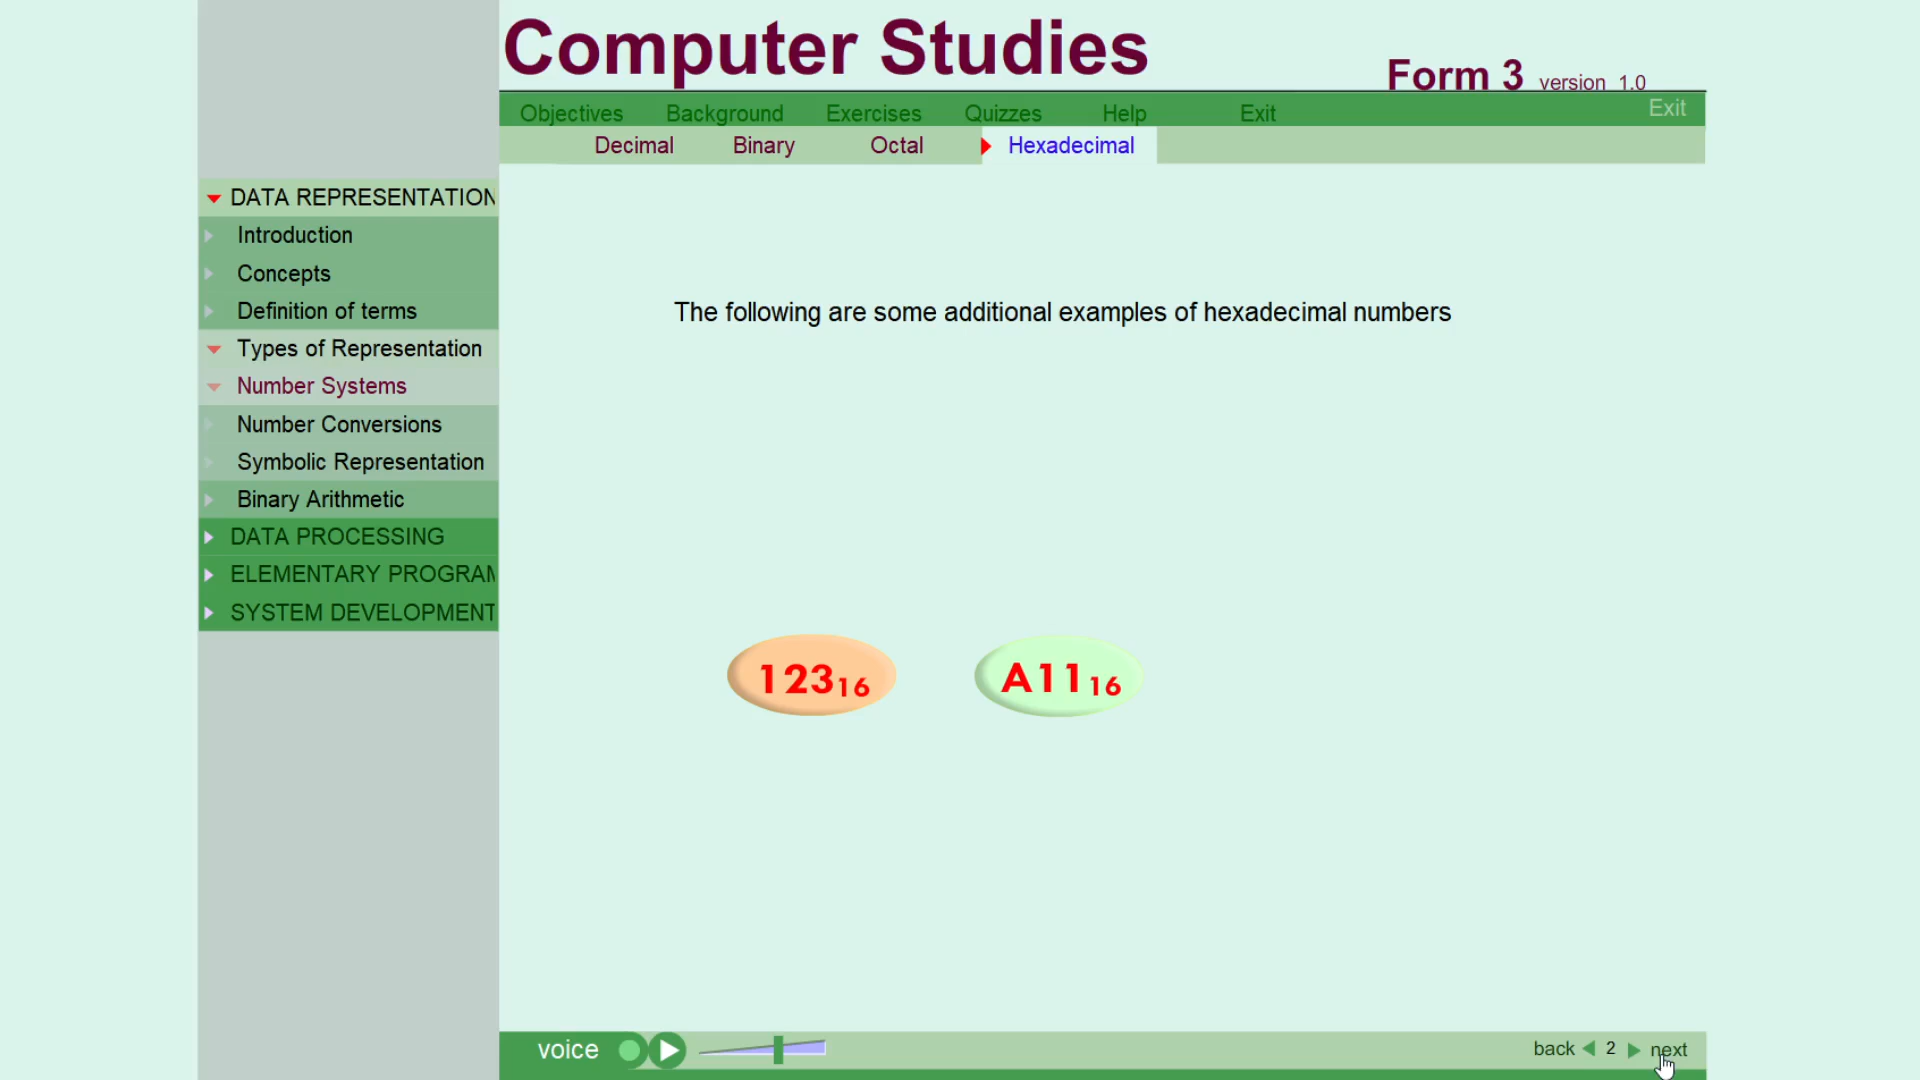 Computer Studies
Form 3 version 1.0
Objectives Background Exercises Quizzes Help Exit Exit
Decimal Binary Octal Hexadecimal
DATA REPRESENTATION
Introduction
Concepts
Definition of terms
Types of Representation
Number Systems
Number Conversions
Symbolic Representation
Binary Arithmetic
DATA PROCESSING
ELEMENTARY PROGRAM
SYSTEM DEVELOPMENT
The following are some additional examples of hexadecimal numbers
123₁₆ A11₁₆
voice back 2 next